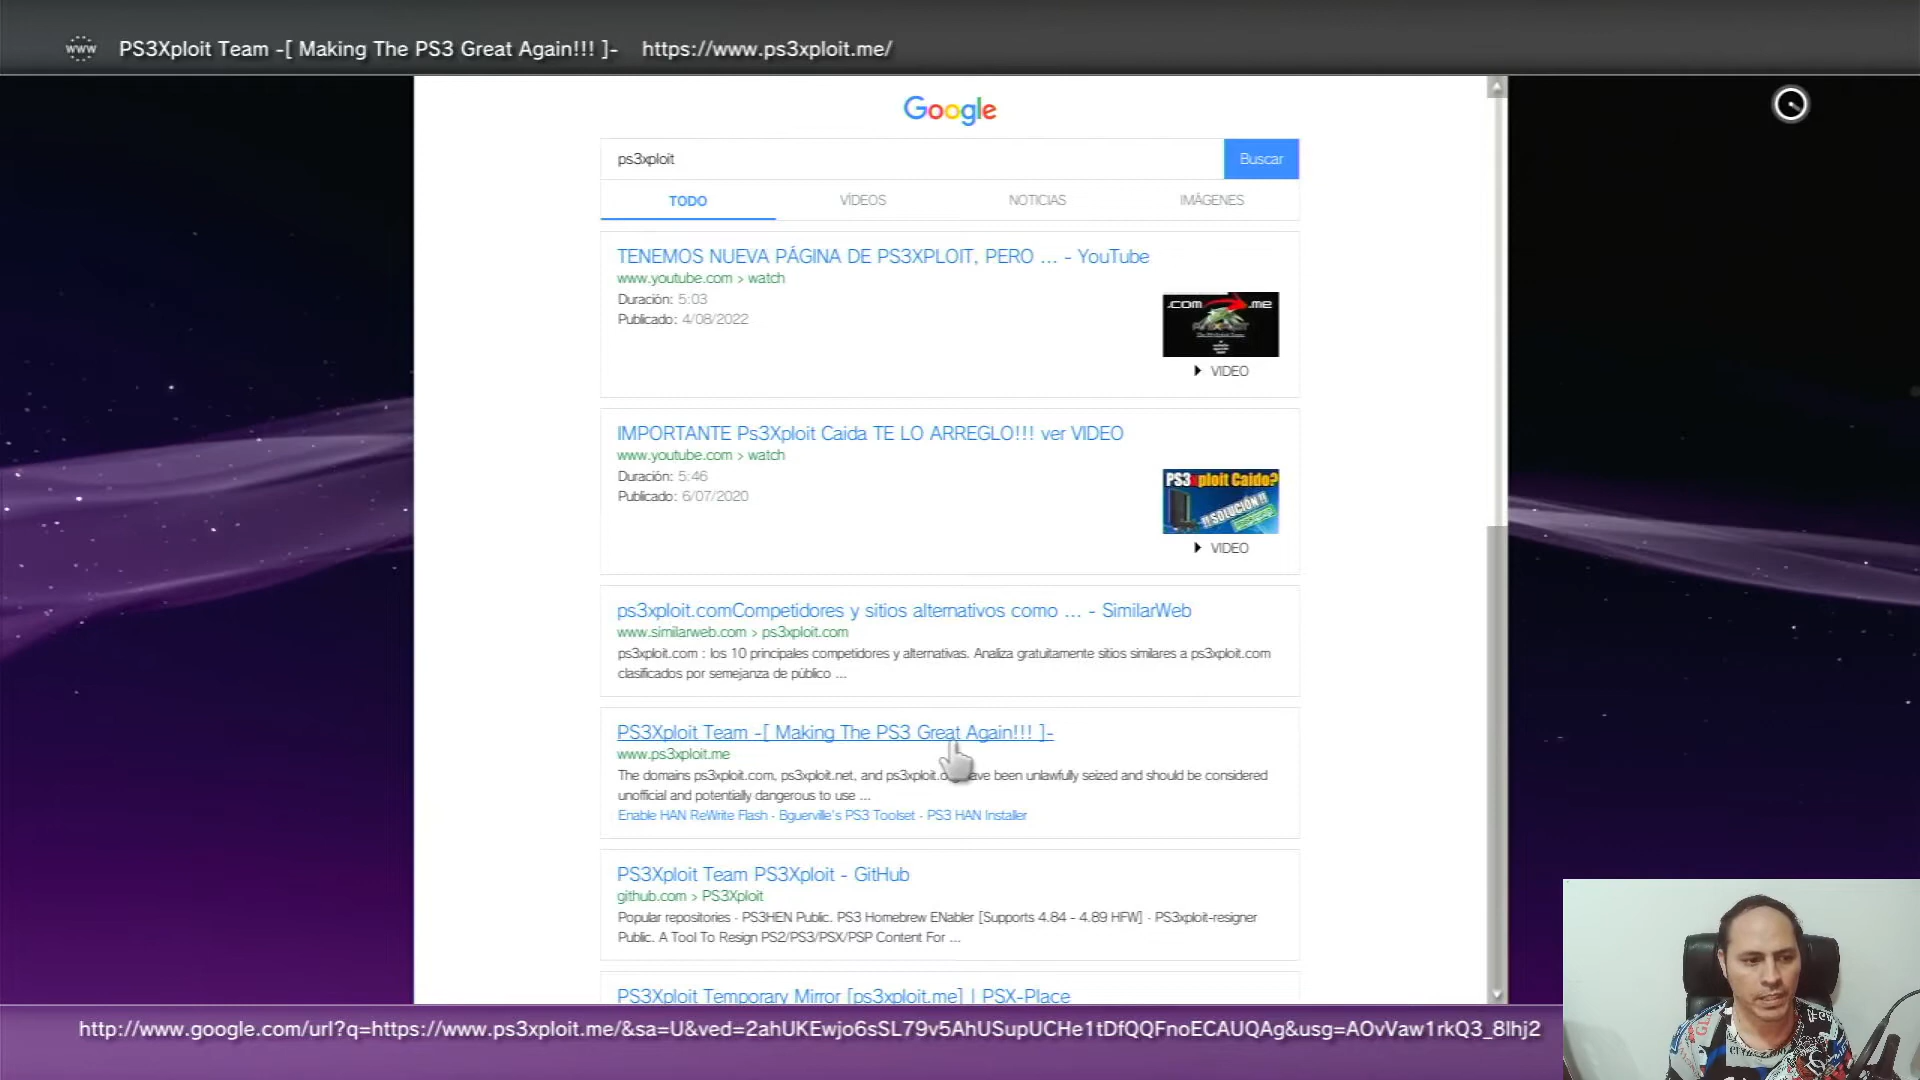 www PS3Xploit Team -[ Making The PS3 Great Again!!! ]- https://www.ps3xploit.me/
Google
ps3xploit Buscar
TODO VÍDEOS NOTICIAS IMÁGENES
TENEMOS NUEVA PÁGINA DE PS3XPLOIT, PERO ... - YouTube
www.youtube.com > watch
Duración: 5:03
Publicado: 4/08/2022
.COM .me
VIDEO
IMPORTANTE Ps3Xploit Caida TE LO ARREGLO!!! ver VIDEO
www.youtube.com > watch
Duración: 5:46
Publicado: 6/07/2020
PS3xploit Caido?
!!SOLUCIÓN!!
VIDEO
ps3xploit.comCompetidores y sitios alternativos como ... - SimilarWeb
www.similarweb.com > ps3xploit.com
ps3xploit.com : los 10 principales competidores y alternativas. Analiza gratuitamente sitios similares a ps3xploit.com
clasificados por semejanza de público ...
PS3Xploit Team -[ Making The PS3 Great Again!!! ]-
www.ps3xploit.me
The domains ps3xploit.com, ps3xploit.net, and been unlawfully seized and should be considered
unofficial and potentially dangerous to use ...
Enable HAN ReWrite Flash - Bguerville's PS3 Toolset - PS3 HAN Installer
PS3Xploit Team PS3Xploit - GitHub
github.com > PS3Xploit
Popular repositories · PS3HEN Public. PS3 Homebrew ENabler [Supports 4.84 - 4.89 HFW] · PS3xploit-resigner
Public. A Tool To Resign PS2/PS3/PSX/PSP Content For ...
PS3Xploit Temporary Mirror [ps3xploit.me] | PSX-Place
http://www.google.com/url?q=https://www.ps3xploit.me/&sa=U&ved=2ahUKEwjo6sSL79v5AhUSupUCHe1tDfQQFnoECAUQAg&usg=AOvVaw1rkQ3_8lhj2